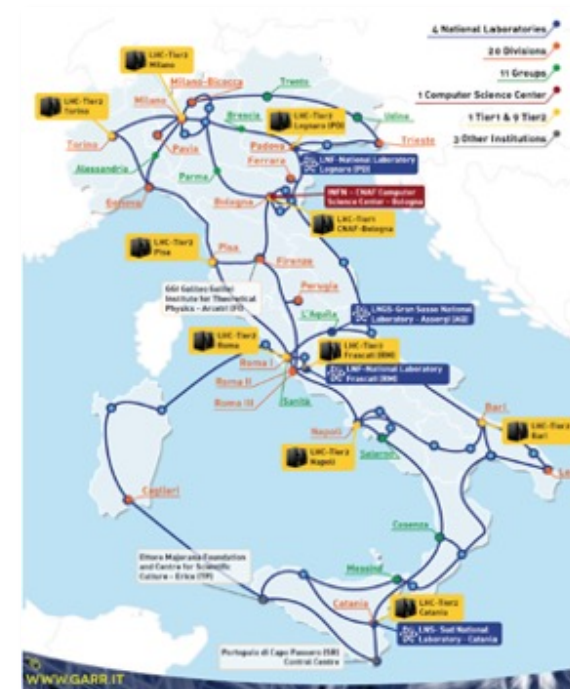 4 National Laboratories
20 Divisions
11 Groups
1 Computer Science Center
1 Tier1 & 9 Tier2
3 Other Institutions
LHC-Tier2
Milano
Milano-Bicocca
Trento
LHC-Tier2
Torino
Milano
Brescia
LHC-Tier2
Legnaro (PD)
Udine
Torino
Pavia
Padova
Trieste
Ferrara
LNF-National Laboratory
Legnaro (PD)
Alessandria
Parma
Genova
Bologna
INFN - CNAF Computer
Science Center - Bologna
LHC-Tier1
CNAF-Bologna
LHC-Tier2
Pisa
Pisa
Firenze
GGI Galileo Galilei
Institute for Theoretical
Physics - Arcetri (FI)
Perugia
L'Aquila
LNGS-Gran Sasso National
Laboratory - Assergi (AQ)
LHC-Tier2
Roma
LHC-Tier2
Frascati (RM)
Roma I
LNF-National Laboratory
Frascati (RM)
Roma II
Roma III
Sanità
Bari
Napoli
LHC-Tier2
Bari
LHC-Tier2
Napoli
Salerno
Le
Cagliari
Cosenza
Ettore Majorana Foundation
and Centre for Scientific
Culture - Erice (TP)
Messina
Catania
LHC-Tier2
Catania
LNS- Sud National
Laboratory - Catania
Portopalo di Capo Passero (SR)
Control Centre
© WWW.GARR.IT